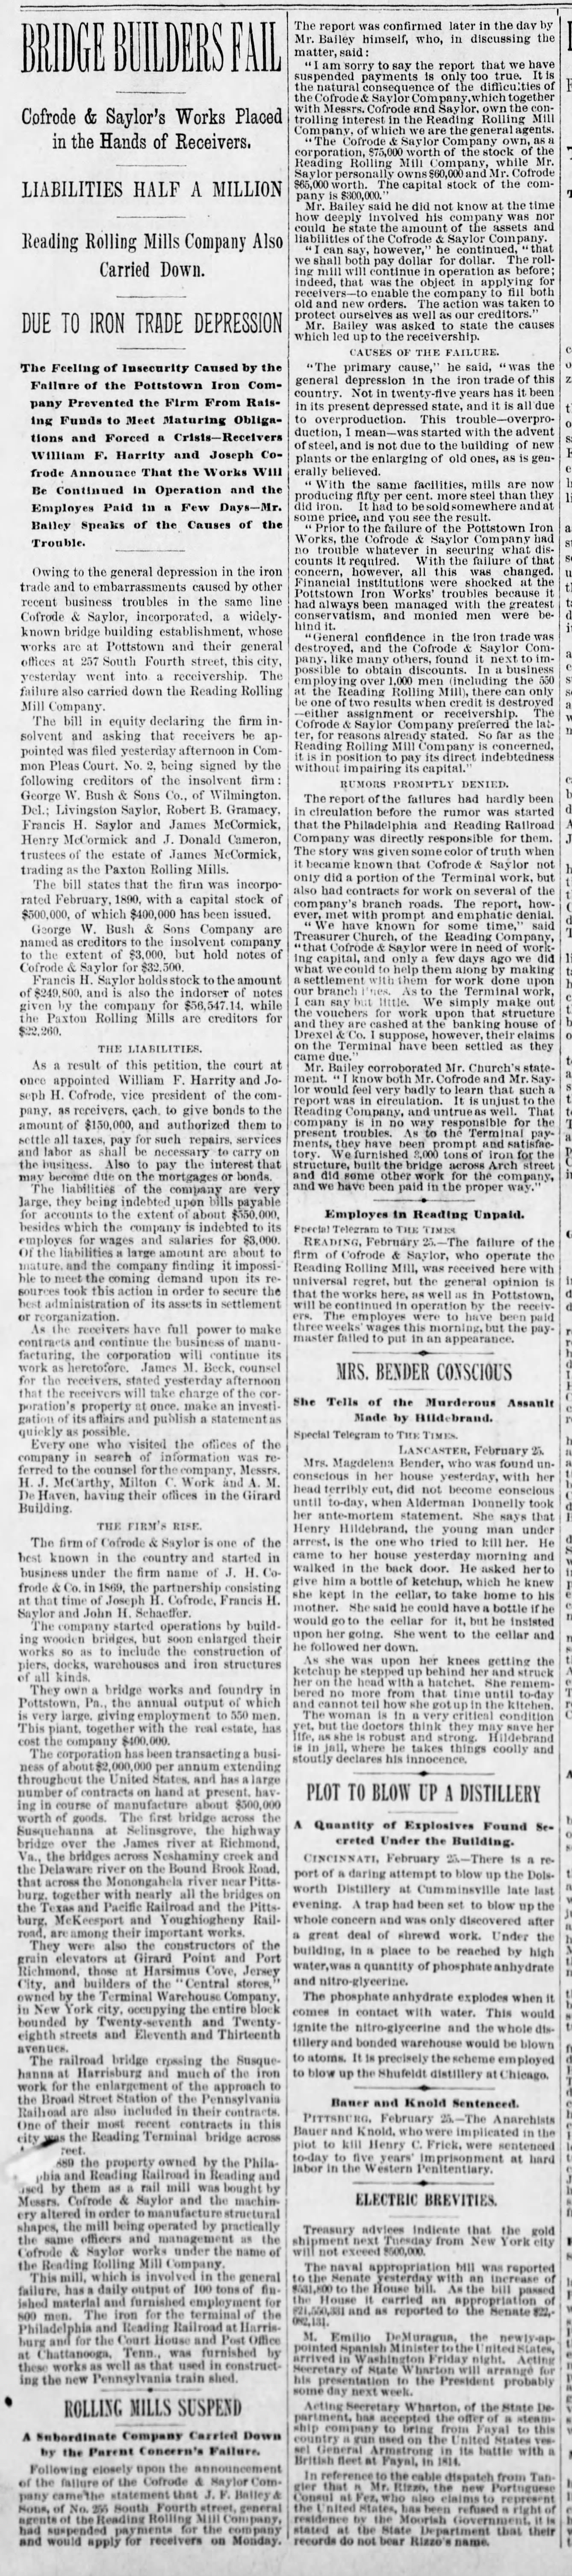 BRIDGE BUILDERS FAIL
Cofrode & Saylor's Works Placed
in the Hands of Receivers.
LIABILITIES HALF A MILLION
Reading Rolling Mills Company Also
Carried Down.
DUE TO IRON TRADE DEPRESSION
The Feeling of Insecurity Caused by the
Failure of the Pottstown Iron Com-
pany Prevented the Firm From Rais-
ing Funds to Meet Maturing Obliga-
tions and Forced a Crisis—Receivers
William F. Harrity and Joseph Co-
frode Announce That the Works Will
Be Continued in Operation and the
Employes Paid in a Few Days—Mr.
Bailey Speaks of the Causes of the
Trouble.
Owing to the general depression in the iron
trade and to embarrassments caused by other
recent business troubles in the same line
Cofrode & Saylor, incorporated, a widely-
known bridge building establishment, whose
works are at Pottstown and their general
offices at 257 South Fourth street, this city,
yesterday went into a receivership. The
failure also carried down the Reading Rolling
Mill Company.
The bill in equity declaring the firm in-
solvent and asking that receivers be ap-
pointed was filed yesterday afternoon in Com-
mon Pleas Court, No. 2, being signed by the
following creditors of the insolvent firm:
George W. Bush & Sons Co., of Wilmington,
Del.; Livingston Saylor, Robert B. Gramacy,
Francis H. Saylor and James McCormick,
Henry McCormick and J. Donald Cameron,
trustees of the estate of James McCormick,
trading as the Paxton Rolling Mills.
The bill states that the firm was incorpo-
rated February, 1890, with a capital stock of
$500,000, of which $400,000 has been issued.
George W. Bush & Sons Company are
named as creditors to the insolvent company
to the extent of $3,000, but hold notes of
Cofrode & Saylor for $32,500.
Francis H. Saylor holds stock to the amount
of $249,800, and is also the indorser of notes
given by the company for $56,547.14, while
the Paxton Rolling Mills are creditors for
$22,260.
THE LIABILITIES.
As a result of this petition, the court at
once appointed William F. Harrity and Jo-
seph H. Cofrode, vice president of the com-
pany, as receivers, each to give bonds to the
amount of $150,000, and authorized them to
settle all taxes, pay for such repairs, services
and labor as shall be necessary to carry on
the business. Also to pay the interest that
may become due on the mortgages or bonds.
The liabilities of the company are very
large, they being indebted upon bills payable
for accounts to the extent of about $550,000,
besides which the company is indebted to its
employes for wages and salaries for $3,000.
Of the liabilities a large amount are about to
mature, and the company finding it impossi-
ble to meet the coming demand upon its re-
sources took this action in order to secure the
best administration of its assets in settlement
or reorganization.
As the receivers have full power to make
contracts and continue the business of manu-
facturing, the corporation will continue its
work as heretofore. James M. Beck, counsel
for the receivers, stated yesterday afternoon
that the receivers will take charge of the cor-
poration's property at once, make an investi-
gation of its affairs and publish a statement as
quickly as possible.
Every one who visited the offices of the
company in search of information was re-
ferred to the counsel for the company, Messrs.
H. J. McCarthy, Milton C. Work and A. M.
De Haven, having their offices in the Girard
Building.
THE FIRM'S RISE.
The firm of Cofrode & Saylor is one of the
best known in the country and started in
business under the firm name of J. H. Co-
frode & Co. in 1869, the partnership consisting
at that time of Joseph H. Cofrode, Francis H.
Saylor and John H. Schaeffer.
The company started operations by build-
ing wooden bridges, but soon enlarged their
works so as to include the construction of
piers, docks, warehouses and iron structures
of all kinds.
They own a bridge works and foundry in
Pottstown, Pa., the annual output of which
is very large, giving employment to 550 men.
This plant, together with the real estate, has
cost the company $400,000.
The corporation has been transacting a busi-
ness of about $2,000,000 per annum extending
throughout the United States, and has a large
number of contracts on hand at present, hav-
ing in course of manufacture about $500,000
worth of goods. The first bridge across the
Susquehanna at Selinsgrove, the highway
bridge over the James river at Richmond,
Va., the bridges across Neshaminy creek and
the Delaware river on the Bound Brook Road,
that across the Monongahela river near Pitts-
burg, together with nearly all the bridges on
the Texas and Pacific Railroad and the Pitts-
burg, McKeesport and Youghiogheny Rail-
road, are among their important works.
They were also the constructors of the
grain elevators at Girard Point and Port
Richmond, those at Harsimus Cove, Jersey
City, and builders of the "Central stores,"
owned by the Terminal Warehouse Company,
in New York city, occupying the entire block
bounded by Twenty-seventh and Twenty-
eighth streets and Eleventh and Thirteenth
avenues.
The railroad bridge crossing the Susque-
hanna at Harrisburg and much of the iron
work for the enlargement of the approach to
the Broad Street Station of the Pennsylvania
Railroad are also included in their contracts.
One of their most recent contracts in this
city was the Reading Terminal bridge across
reet.
889 the property owned by the Phila-
phia and Reading Railroad in Reading and
used by them as a rail mill was bought by
Messrs. Cofrode & Saylor and the machin-
ery altered in order to manufacture structural
shapes, the mill being operated by practically
the same officers and management as the
Cofrode & Saylor works under the name of
the Reading Rolling Mill Company.
This mill, which is involved in the general
failure, has a daily output of 100 tons of fin-
ished material and furnished employment for
800 men. The iron for the terminal of the
Philadelphia and Reading Railroad at Harris-
burg and for the Court House and Post Office
at Chattanooga, Tenn., was furnished by
these works as well as that used in construct-
ing the new Pennsylvania train shed.
ROLLING MILLS SUSPEND
A Subordinate Company Carried Down
by the Parent Concern's Failure.
Following closely upon the announcement
of the failure of the Cofrode & Saylor Com-
pany came the statement that J. F. Bailey &
Sons, of No. 255 South Fourth street, general
agents of the Reading Rolling Mill Company,
had suspended payments for the company
and would apply for receivers on Monday.
The report was confirmed later in the day by
Mr. Bailey himself, who, in discussing the
matter, said:
"I am sorry to say the report that we have
suspended payments is only too true. It is
the natural consequence of the difficulties of
the Cofrode & Saylor Company, which together
with Messrs. Cofrode and Saylor, own the con-
trolling interest in the Reading Rolling Mill
Company, of which we are the general agents.
"The Cofrode & Saylor Company own, as a
corporation, $75,000 worth of the stock of the
Reading Rolling Mill Company, while Mr.
Saylor personally owns $60,000 and Mr. Cofrode
$65,000 worth. The capital stock of the com-
pany is $300,000."
Mr. Bailey said he did not know at the time
how deeply involved his company was nor
could he state the amount of the assets and
liabilities of the Cofrode & Saylor Company.
"I can say, however," he continued, "that
we shall both pay dollar for dollar. The roll-
ing mill will continue in operation as before;
indeed, that was the object in applying for
receivers—to enable the company to fill both
old and new orders. The action was taken to
protect ourselves as well as our creditors."
Mr. Bailey was asked to state the causes
which led up to the receivership.
CAUSES OF THE FAILURE.
"The primary cause," he said, "was the
general depression in the iron trade of this
country. Not in twenty-five years has it been
in its present depressed state, and it is all due
to overproduction. This trouble—overpro-
duction, I mean—was started with the advent
of steel, and is not due to the building of new
plants or the enlarging of old ones, as is gen-
erally believed.
"With the same facilities, mills are now
producing fifty per cent. more steel than they
did iron. It had to be sold somewhere and at
some price, and you see the result.
"Prior to the failure of the Pottstown Iron
Works, the Cofrode & Saylor Company had
no trouble whatever in securing what dis-
counts it required. With the failure of that
concern, however, all this was changed.
Financial institutions were shocked at the
Pottstown Iron Works' troubles because it
had always been managed with the greatest
conservatism, and monied men were be-
hind it.
"General confidence in the iron trade was
destroyed, and the Cofrode & Saylor Com-
pany, like many others, found it next to im-
possible to obtain discounts. In a business
employing over 1,000 men (including the 550
at the Reading Rolling Mill), there can only
be one of two results when credit is destroyed
—either assignment or receivership. The
Cofrode & Saylor Company preferred the lat-
ter, for reasons already stated. So far as the
Reading Rolling Mill Company is concerned,
it is in position to pay its direct indebtedness
without impairing its capital."
RUMORS PROMPTLY DENIED.
The report of the failures had hardly been
in circulation before the rumor was started
that the Philadelphia and Reading Railroad
Company was directly responsible for them.
The story was given some color of truth when
it became known that Cofrode & Saylor not
only did a portion of the Terminal work, but
also had contracts for work on several of the
company's branch roads. The report, how-
ever, met with prompt and emphatic denial.
"We have known for some time," said
Treasurer Church, of the Reading Company,
"that Cofrode & Saylor were in need of work-
ing capital, and only a few days ago we did
what we could to help them along by making
a settlement with them for work done upon
our branch lines. As to the Terminal work,
I can say but little. We simply make out
the vouchers for work upon that structure
and they are cashed at the banking house of
Drexel & Co. I suppose, however, their claims
on the Terminal have been settled as they
came due."
Mr. Bailey corroborated Mr. Church's state-
ment. "I know both Mr. Cofrode and Mr. Say-
lor would feel very badly to learn that such a
report was in circulation. It is unjust to the
Reading Company, and untrue as well. That
company is in no way responsible for the
present troubles. As to the Terminal pay-
ments, they have been prompt and satisfac-
tory. We furnished 3,000 tons of iron for the
structure, built the bridge across Arch street
and did some other work for the company,
and we have been paid in the proper way."
Employes in Reading Unpaid.
Special Telegram to THE TIMES.
READING, February 25.—The failure of the
firm of Cofrode & Saylor, who operate the
Reading Rolling Mill, was received here with
universal regret, but the general opinion is
that the works here, as well as in Pottstown,
will be continued in operation by the receiv-
ers. The employes were to have been paid
three weeks' wages this morning, but the pay-
master failed to put in an appearance.
MRS. BENDER CONSCIOUS
She Tells of the Murderous Assault
Made by Hildebrand.
Special Telegram to THE TIMES.
LANCASTER, February 25.
Mrs. Magdelena Bender, who was found un-
conscious in her house yesterday, with her
head terribly cut, did not become conscious
until to-day, when Alderman Donnelly took
her ante-mortem statement. She says that
Henry Hildebrand, the young man under
arrest, is the one who tried to kill her. He
came to her house yesterday morning and
walked in the back door. He asked her to
give him a bottle of ketchup, which he knew
she kept in the cellar, to take home to his
mother. She said he could have a bottle if he
would go to the cellar for it, but he insisted
upon her going. She went to the cellar and
he followed her down.
As she was upon her knees getting the
ketchup he stepped up behind her and struck
her on the head with a hatchet. She remem-
bered no more from that time until to-day
and cannot tell how she got up in the kitchen.
The woman is in a very critical condition
yet, but the doctors think they may save her
life, as she is robust and strong. Hildebrand
is in jail, where he takes things coolly and
stoutly declares his innocence.
PLOT TO BLOW UP A DISTILLERY
A Quantity of Explosives Found Se-
creted Under the Building.
CINCINNATI, February 25.—There is a re-
port of a daring attempt to blow up the Dols-
worth Distillery at Cumminsville late last
evening. A trap had been set to blow up the
whole concern and was only discovered after
a great deal of shrewd work. Under the
building, in a place to be reached by high
water, was a quantity of phosphate anhydrate
and nitro-glycerine.
The phosphate anhydrate explodes when it
comes in contact with water. This would
ignite the nitro-glycerine and the whole dis-
tillery and bonded warehouse would be blown
to atoms. It is precisely the scheme employed
to blow up the Shufeldt distillery at Chicago.
Bauer and Knold Sentenced.
PITTSBURG, February 25.—The Anarchists
Bauer and Knold, who were implicated in the
plot to kill Henry C. Frick, were sentenced
to-day to five years' imprisonment at hard
labor in the Western Penitentiary.
ELECTRIC BREVITIES.
Treasury advices indicate that the gold
shipment next Tuesday from New York city
will not exceed $500,000.
The naval appropriation bill was reported
to the Senate yesterday with an increase of
$531,800 to the House bill. As the bill passed
the House it carried an appropriation of
$21,550,331 and as reported to the Senate $22,-
082,131.
M. Emilio DeMuragua, the newly-ap-
pointed Spanish Minister to the United States,
arrived in Washington Friday night. Acting
Secretary of State Wharton will arrange for
his presentation to the President probably
some day next week.
Acting Secretary Wharton, of the State De-
partment, has accepted the offer of a steam-
ship company to bring from Fayal to this
country a gun used on the United States ves-
sel General Armstrong in its battle with a
British fleet at Fayal, in 1814.
In reference to the cable dispatch from Tan-
gier that a Mr. Rizzo, the new Portuguese
Consul at Fez, who also claims to represent
the United States, has been refused a right of
residence by the Moorish Government, it is
stated at the State Department that their
records do not bear Rizzo's name.